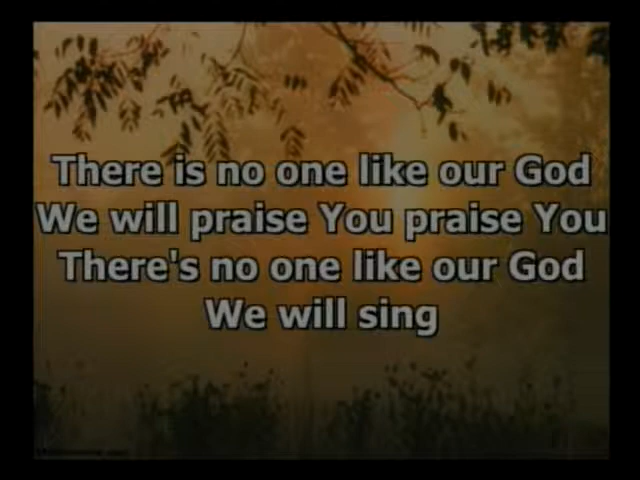 There is no one like our God
We will praise You praise You
There's no one like our God
We will sing